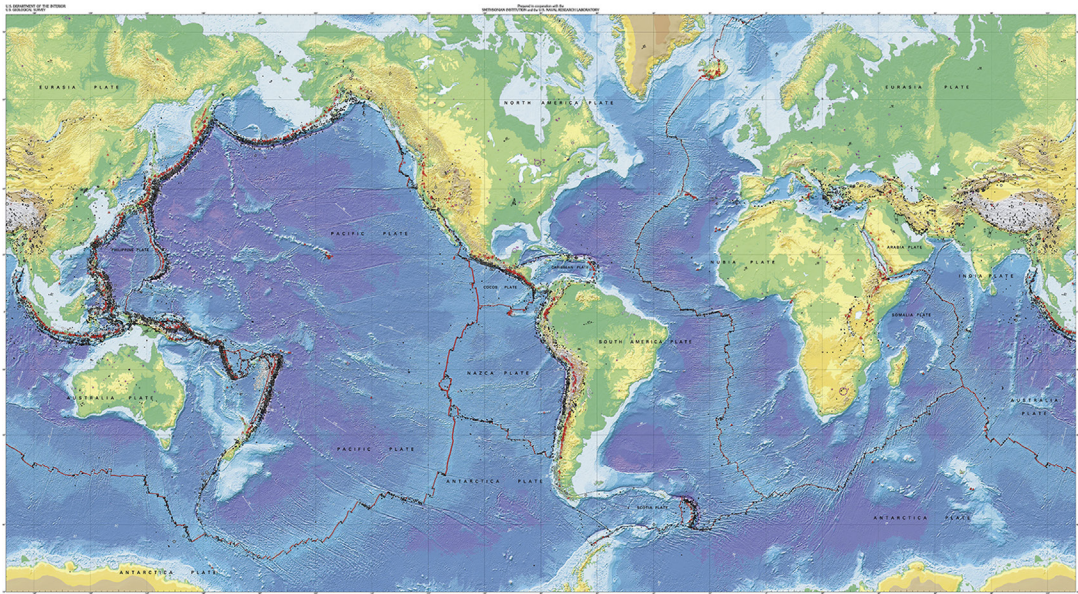 U.S. DEPARTMENT OF THE INTERIOR
U.S. GEOLOGICAL SURVEY
Prepared in cooperation with the
SMITHSONIAN INSTITUTION and the U.S. NAVAL RESEARCH LABORATORY
EURASIA PLATE
EURASIA PLATE
NORTH AMERICA PLATE
PACIFIC PLATE
PHILIPPINE PLATE
ARABIA PLATE
NUBIA PLATE
CARIBBEAN PLATE
INDIA PLATE
COCOS PLATE
SOMALIA PLATE
SOUTH AMERICA PLATE
NAZCA PLATE
AUSTRALIA PLATE
AUSTRALIA
PLATE
PACIFIC PLATE
ANTARCTICA PLATE
SCOTIA PLATE
ANTARCTICA PLATE
ANTARCTICA PLATE